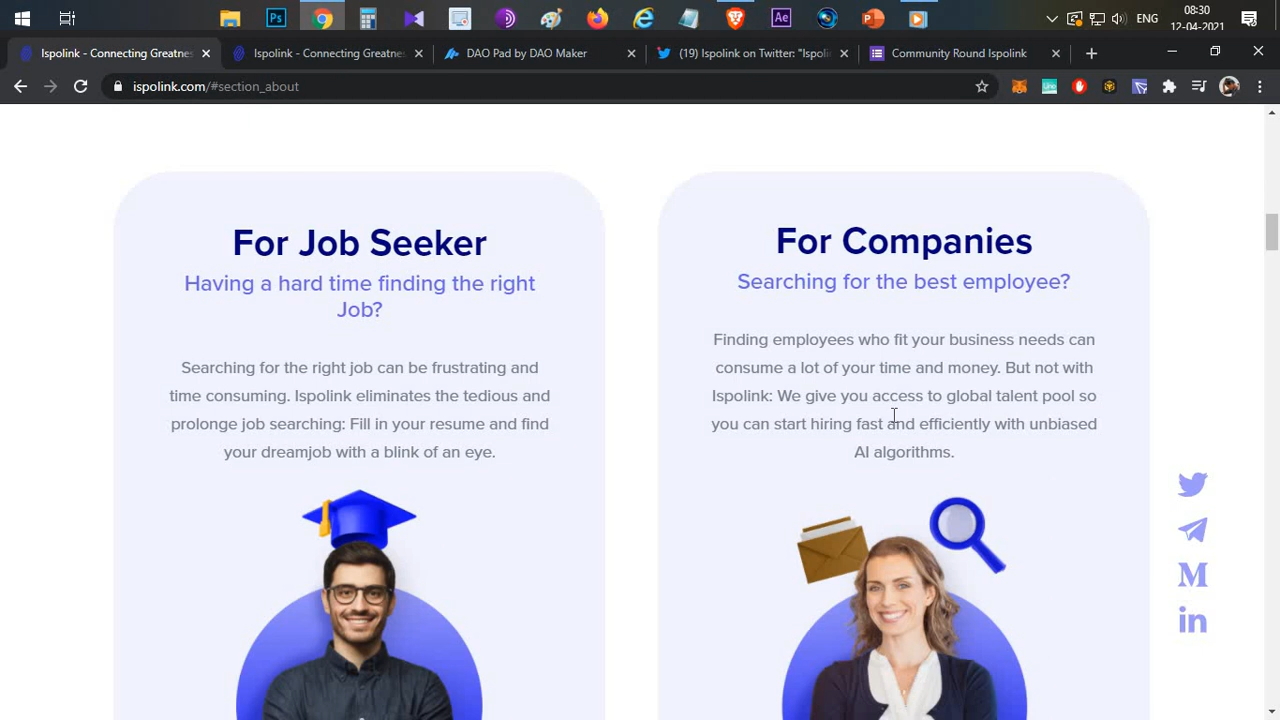 ENG
08:30
12-04-2021
Ispolink - Connecting Greatnes
Ispolink - Connecting Greatnes
DAO Pad by DAO Maker
(19) Ispolink on Twitter: "Ispoli
Community Round Ispolink
ispolink.com/#section_about
For Job Seeker
Having a hard time finding the right
Job?
Searching for the right job can be frustrating and
time consuming. Ispolink eliminates the tedious and
prolonge job searching: Fill in your resume and find
your dreamjob with a blink of an eye.
For Companies
Searching for the best employee?
Finding employees who fit your business needs can
consume a lot of your time and money. But not with
Ispolink: We give you access to global talent pool so
you can start hiring fast and efficiently with unbiased
AI algorithms.